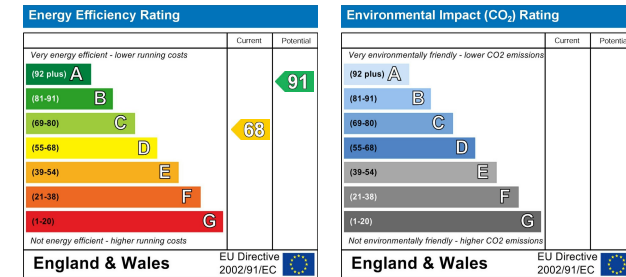 Energy Efficiency Rating
Current Potential
Very energy efficient - lower running costs
(92 plus) A
(81-91) B
(69-80) C
(55-68) D
(39-54) E
(21-38) F
(1-20) G
91
68
Not energy efficient - higher running costs
England & Wales
EU Directive
2002/91/EC
Environmental Impact (CO₂) Rating
Current Potential
Very environmentally friendly - lower CO2 emissions
(92 plus) A
(81-91) B
(69-80) C
(55-68) D
(39-54) E
(21-38) F
(1-20) G
Not environmentally friendly - higher CO2 emissions
England & Wales
EU Directive
2002/91/EC